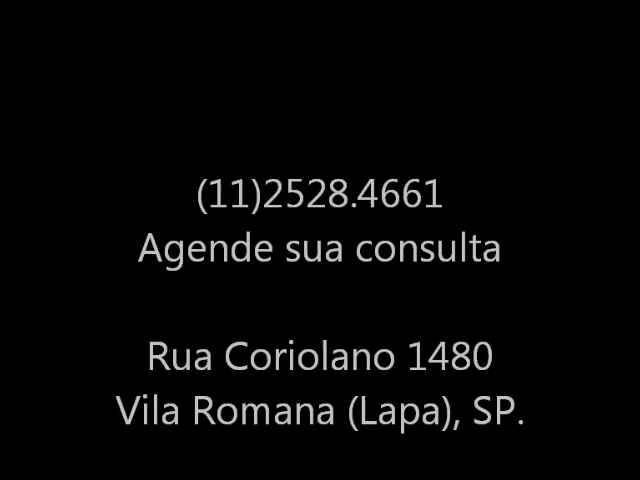 (11)2528.4661
Agende sua consulta
Rua Coriolano 1480
Vila Romana (Lapa), SP.